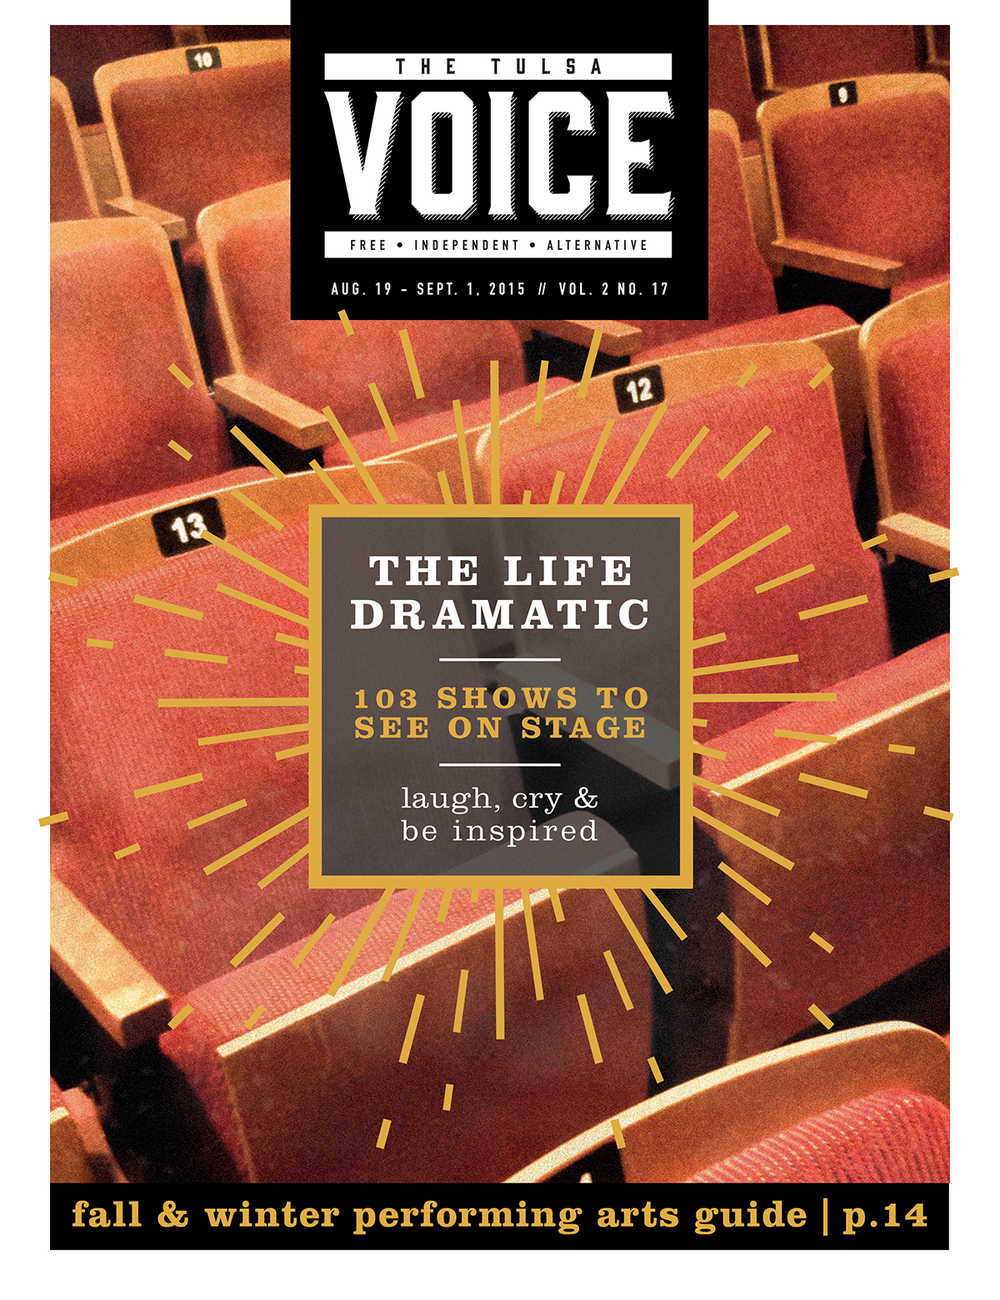 THE TULSA
VOICE
FREE • INDEPENDENT • ALTERNATIVE
AUG. 19 – SEPT. 1, 2015 // VOL. 2 NO. 17
10
9
12
13
THE LIFE
DRAMATIC
103 SHOWS TO
SEE ON STAGE
laugh, cry &
be inspired
fall & winter performing arts guide | p.14